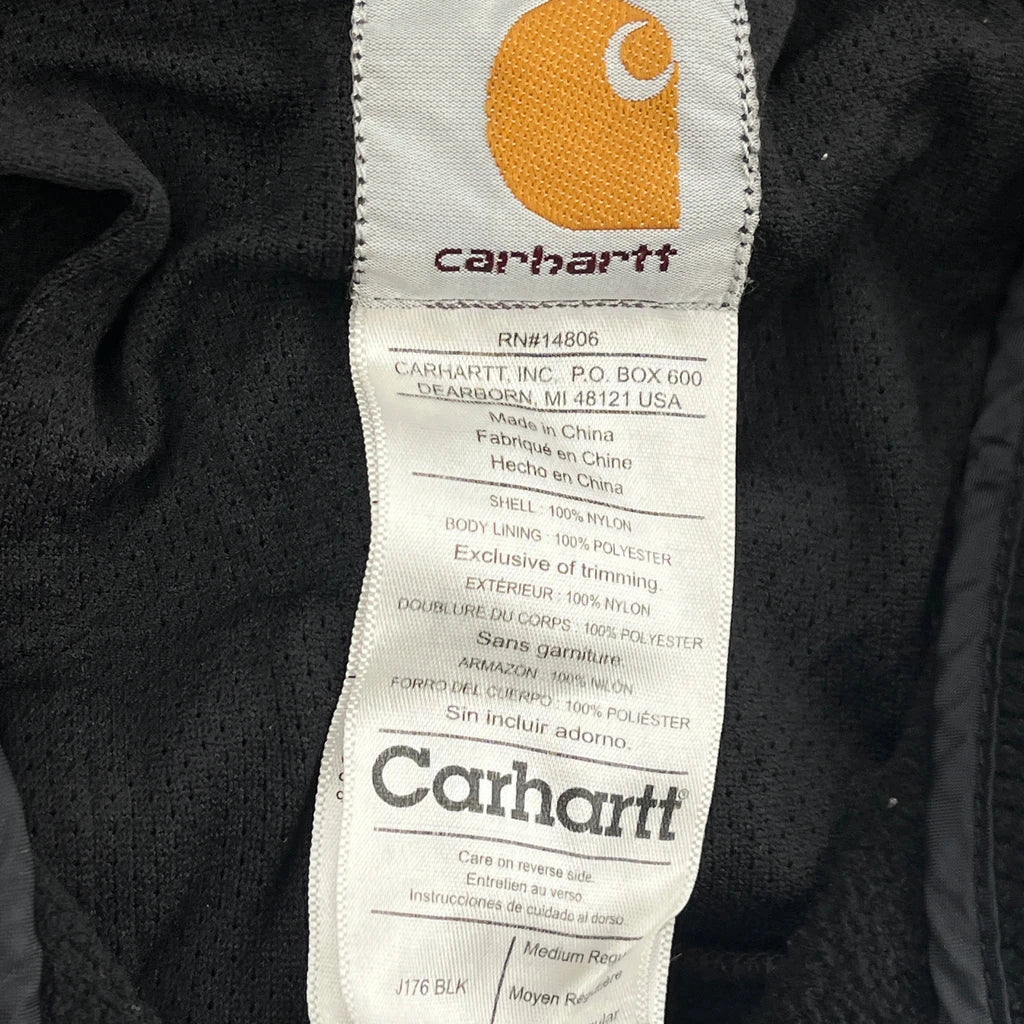 carhartt
RN#14806
CARHARTT, INC. P.O. BOX 600
DEARBORN, MI 48121 USA
Made in China
Fabriqué en Chine
Hecho en China
SHELL : 100% NYLON
BODY LINING : 100% POLYESTER
Exclusive of trimming.
EXTÉRIEUR : 100% NYLON
DOUBLURE DU CORPS : 100% POLYESTER
Sans garniture.
ARMAZÓN : 100% NILÓN
FORRO DEL CUERPO : 100% POLIÉSTER
Sin incluir adorno.
Carhartt®
Care on reverse side.
Entretien au verso.
Instrucciones de cuidado al dorso.
Medium
J176 BLK
Moyen